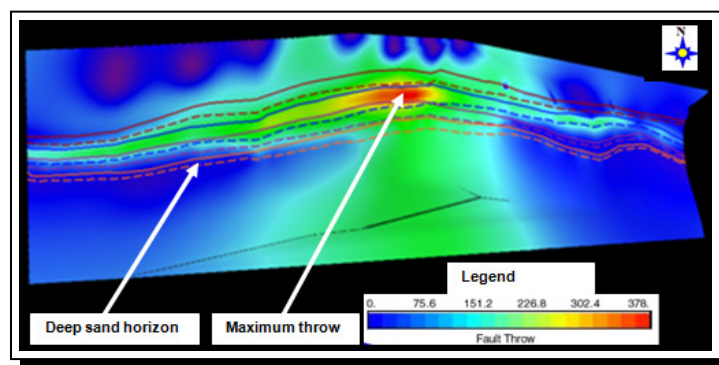 N
Legend
0. 75.6 151.2 226.8 302.4 378.
Fault Throw
Deep sand horizon
Maximum throw